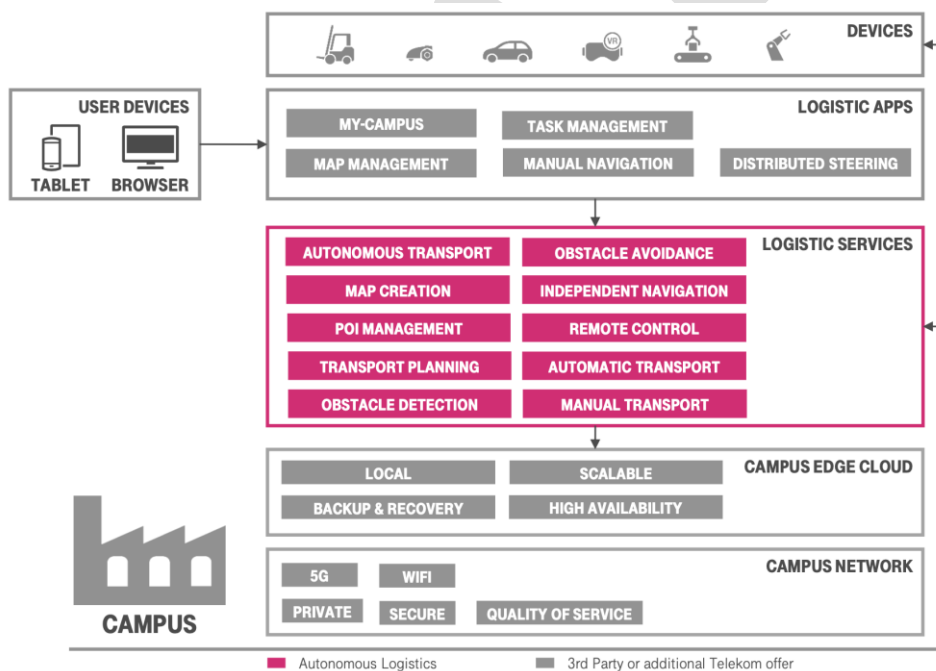 DEVICES
VR
USER DEVICES
TABLET
BROWSER
LOGISTIC APPS
MY-CAMPUS
TASK MANAGEMENT
MAP MANAGEMENT
MANUAL NAVIGATION
DISTRIBUTED STEERING
LOGISTIC SERVICES
AUTONOMOUS TRANSPORT
OBSTACLE AVOIDANCE
MAP CREATION
INDEPENDENT NAVIGATION
POI MANAGEMENT
REMOTE CONTROL
TRANSPORT PLANNING
AUTOMATIC TRANSPORT
OBSTACLE DETECTION
MANUAL TRANSPORT
CAMPUS EDGE CLOUD
LOCAL
SCALABLE
BACKUP & RECOVERY
HIGH AVAILABILITY
CAMPUS NETWORK
5G
WIFI
PRIVATE
SECURE
QUALITY OF SERVICE
CAMPUS
Autonomous Logistics
3rd Party or additional Telekom offer